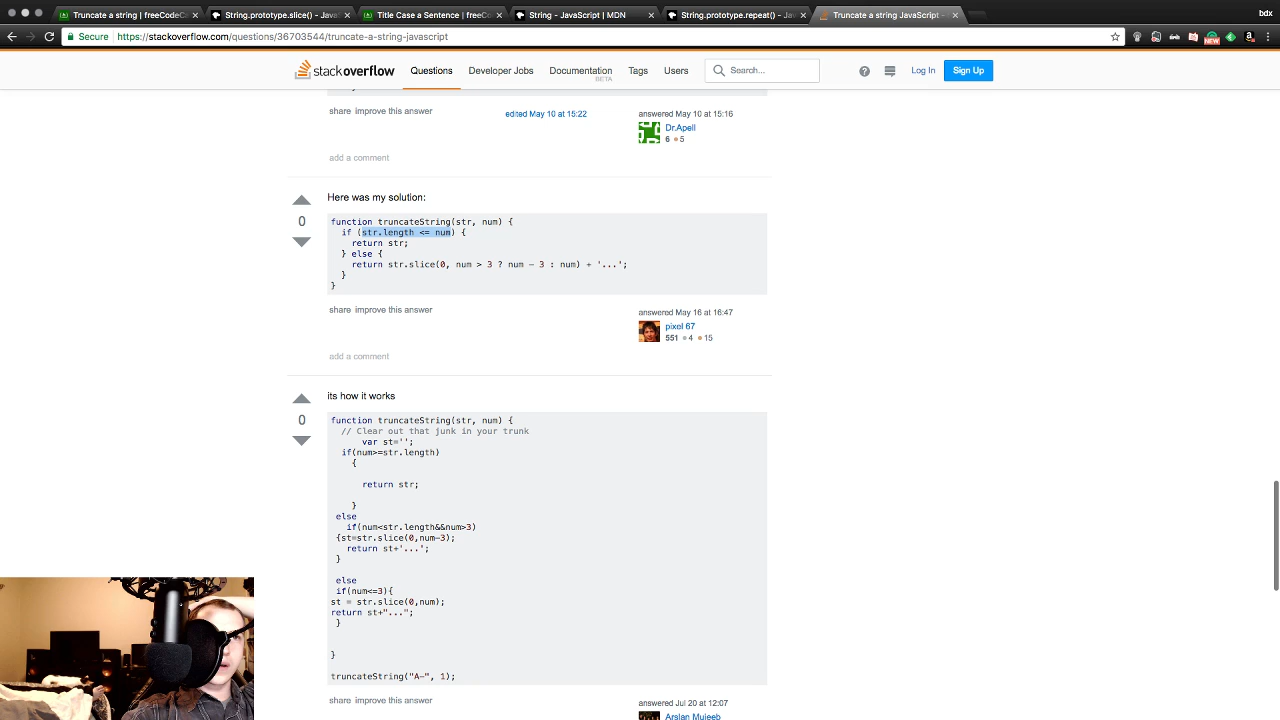 Truncate a string | freeCodeC
String.prototype.slice() - Java
Title Case a Sentence | freeCo
String - JavaScript | MDN
String.prototype.repeat() - Jav
Truncate a string JavaScript -
bdx
Secure
https://stackoverflow.com/questions/36703544/truncate-a-string-javascript
NEW
stackoverflow
Questions
Developer Jobs
Documentation
BETA
Tags
Users
Search...
Log In
Sign Up
share improve this answer
edited May 10 at 15:22
answered May 10 at 15:16
Dr.Apell
6 5
add a comment
Here was my solution:
0
function truncateString(str, num) {
if (str.length <= num) {
return str;
} else {
return str.slice(0, num > 3 ? num - 3 : num) + '...';
}
}
share improve this answer
answered May 16 at 16:47
pixel 67
551 4 15
add a comment
its how it works
0
function truncateString(str, num) {
// Clear out that junk in your trunk
var st='';
if(num>=str.length)
{
return str;
}
else
if(num<str.length&&num>3)
{st=str.slice(0,num-3);
return st+'...';
}
else
if(num<=3){
st = str.slice(0,num);
return st+"...";
}
}
truncateString("A-", 1);
share improve this answer
answered Jul 20 at 12:07
Arslan Mujeeb